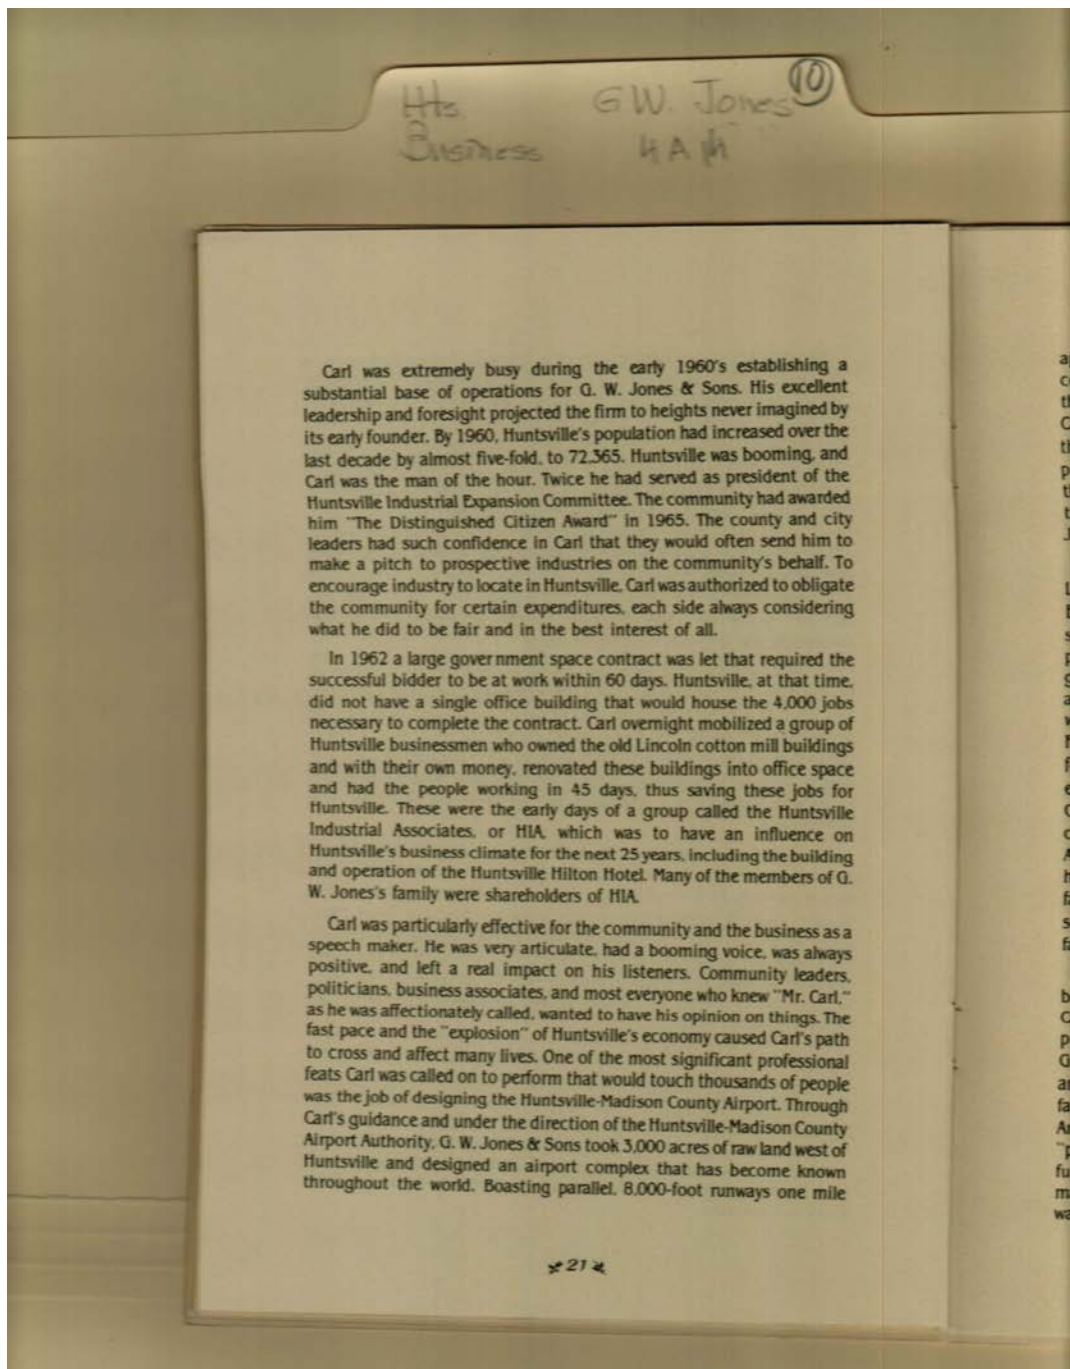 Hts. G W. Jones 10
Business
Carl was extremely busy during the early 1960's establishing a
substantial base of operations for G. W. Jones & Sons. His excellent
leadership and foresight projected the firm to heights never imagined by
its early founder. By 1960, Huntsville's population had increased over the
last decade by almost five-fold, to 72,365. Huntsville was booming, and
Carl was the man of the hour. Twice he had served as president of the
Huntsville Industrial Expansion Committee. The community had awarded
him "The Distinguished Citizen Award" in 1965. The county and city
leaders had such confidence in Carl that they would often send him to
make a pitch to prospective industries on the community's behalf. To
encourage industry to locate in Huntsville, Carl was authorized to obligate
the community for certain expenditures, each side always considering
what he did to be fair and in the best interest of all.
In 1962 a large government space contract was let that required the
successful bidder to be at work within 60 days. Huntsville, at that time,
did not have a single office building that would house the 4,000 jobs
necessary to complete the contract. Carl overnight mobilized a group of
Huntsville businessmen who owned the old Lincoln cotton mill buildings
and with their own money, renovated these buildings into office space
and had the people working in 45 days, thus saving these jobs for
Huntsville. These were the early days of a group called the Huntsville
Industrial Associates, or HIA, which was to have an influence on
Huntsville's business climate for the next 25 years, including the building
and operation of the Huntsville Hilton Hotel. Many of the members of G.
W. Jones's family were shareholders of HIA.
Carl was particularly effective for the community and the business as a
speech maker. He was very articulate, had a booming voice, was always
positive, and left a real impact on his listeners. Community leaders,
politicians, business associates, and most everyone who knew "Mr. Carl,"
as he was affectionately called, wanted to have his opinion on things. The
fast pace and the "explosion" of Huntsville's economy caused Carl's path
to cross and affect many lives. One of the most significant professional
feats Carl was called on to perform that would touch thousands of people
was the job of designing the Huntsville-Madison County Airport. Through
Carl's guidance and under the direction of the Huntsville-Madison County
Airport Authority, G. W. Jones & Sons took 3,000 acres of raw land west of
Huntsville and designed an airport complex that has become known
throughout the world. Boasting parallel, 8,000-foot runways one mile
21